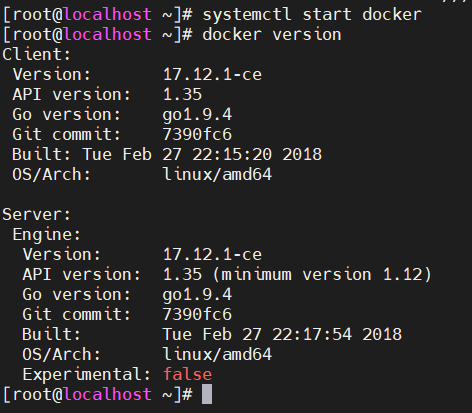 [root@localhost ~]# systemctl start docker
[root@localhost ~]# docker version
Client:
 Version:       17.12.1-ce
 API version:   1.35
 Go version:    go1.9.4
 Git commit:    7390fc6
 Built: Tue Feb 27 22:15:20 2018
 OS/Arch:       linux/amd64

Server:
 Engine:
  Version:      17.12.1-ce
  API version:  1.35 (minimum version 1.12)
  Go version:   go1.9.4
  Git commit:   7390fc6
  Built:        Tue Feb 27 22:17:54 2018
  OS/Arch:      linux/amd64
  Experimental: false
[root@localhost ~]#